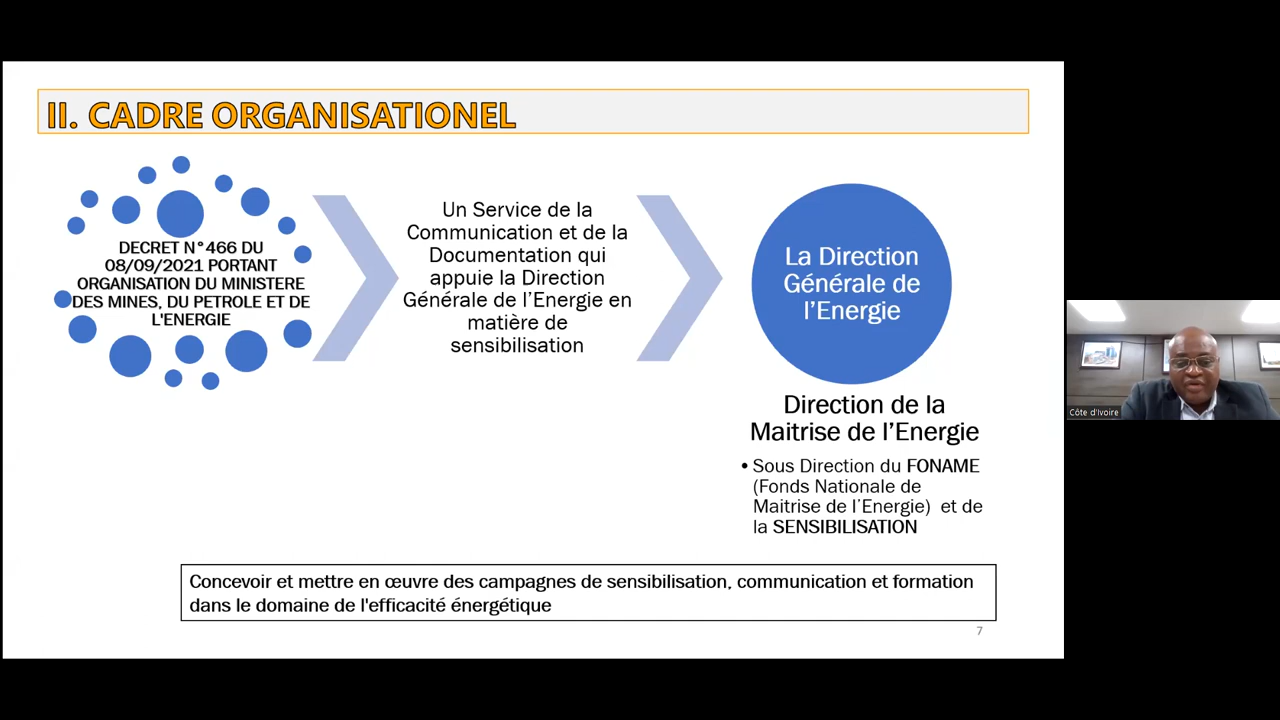 II. CADRE ORGANISATIONEL
DECRET N°466 DU
08/09/2021 PORTANT
ORGANISATION DU MINISTERE
DES MINES, DU PETROLE ET DE
L'ENERGIE
Un Service de la
Communication et de la
Documentation qui
appuie la Direction
Générale de l’Energie en
matière de
sensibilisation
La Direction
Générale de
l’Energie
Direction de la
Maitrise de l’Energie
• Sous Direction du FONAME
(Fonds Nationale de
Maitrise de l’Energie) et de
la SENSIBILISATION
Concevoir et mettre en œuvre des campagnes de sensibilisation, communication et formation
dans le domaine de l'efficacité énergétique
7
Côte d'Ivoire